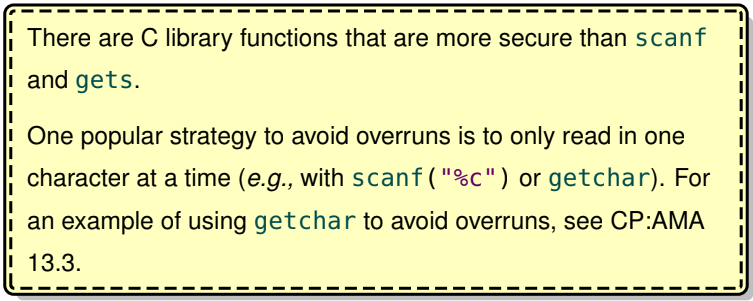 There are C library functions that are more secure than scanf
and gets.
One popular strategy to avoid overruns is to only read in one
character at a time (e.g., with scanf("%c") or getchar). For
an example of using getchar to avoid overruns, see CP:AMA
13.3.